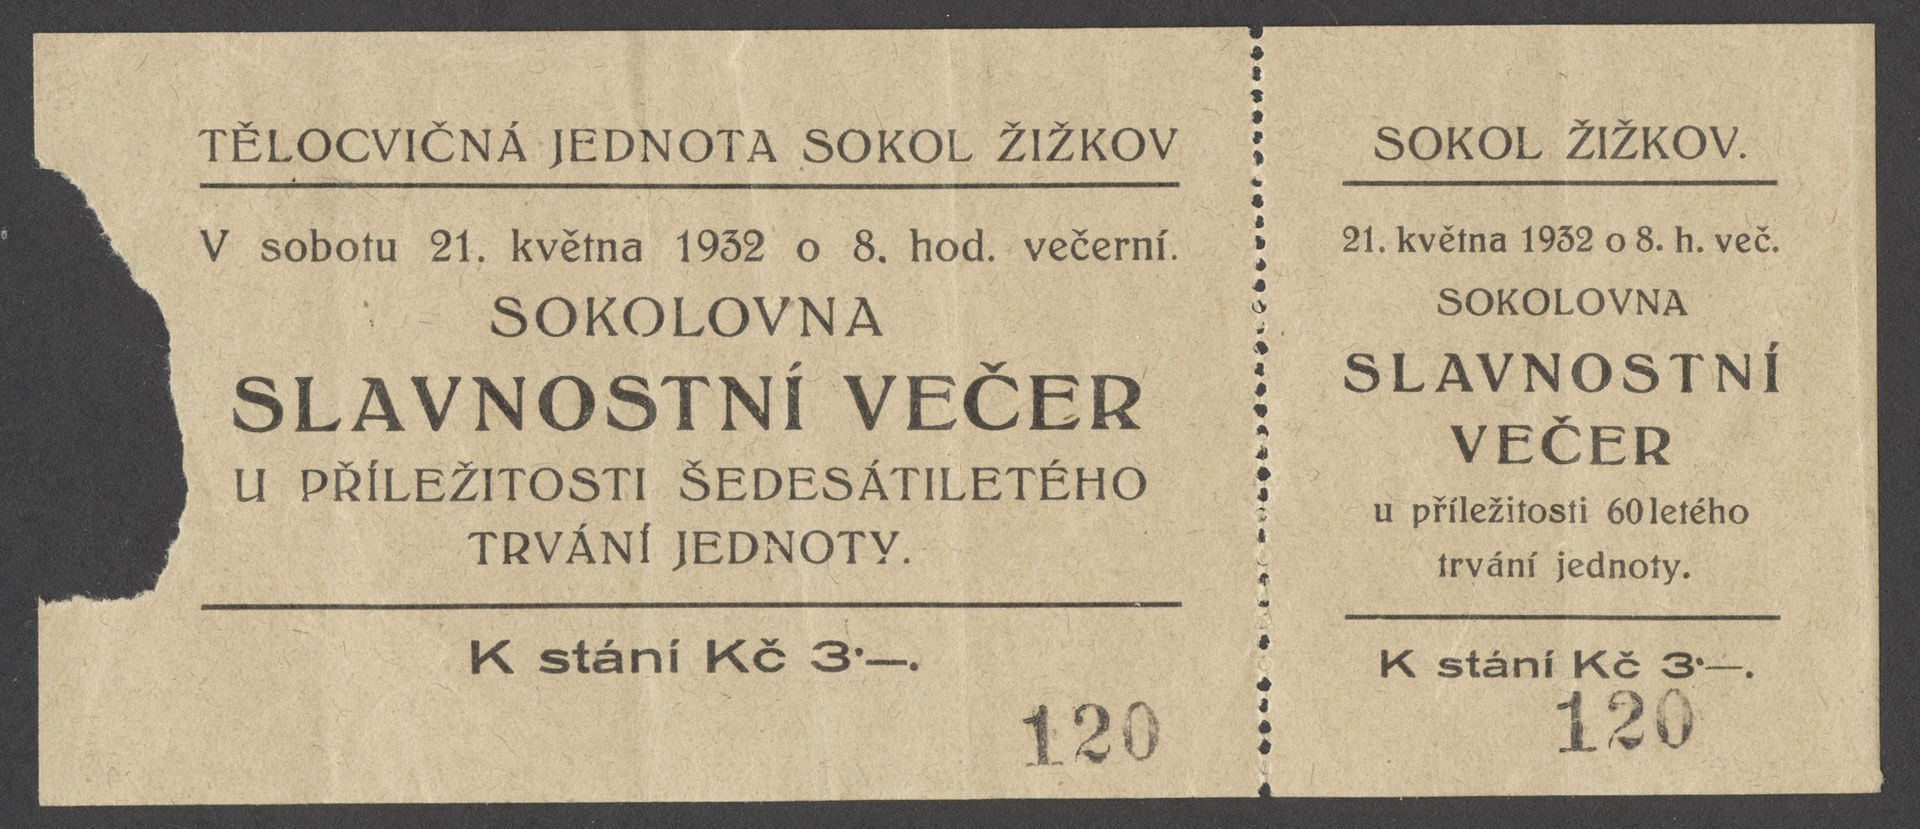 TĚLOCVIČNÁ JEDNOTA SOKOL ŽIŽKOV
V sobotu 21. května 1932 o 8. hod. večerní.
SOKOLOVNA
SLAVNOSTNÍ VEČER
U PŘÍLEŽITOSTI ŠEDESÁTILETÉHO
TRVÁNÍ JEDNOTY.
K stání Kč 3·—.
120
SOKOL ŽIŽKOV.
21. května 1932 o 8. h. več.
SOKOLOVNA
SLAVNOSTNÍ
VEČER
u příležitosti 60letého
trvání jednoty.
K stání Kč 3·—.
120